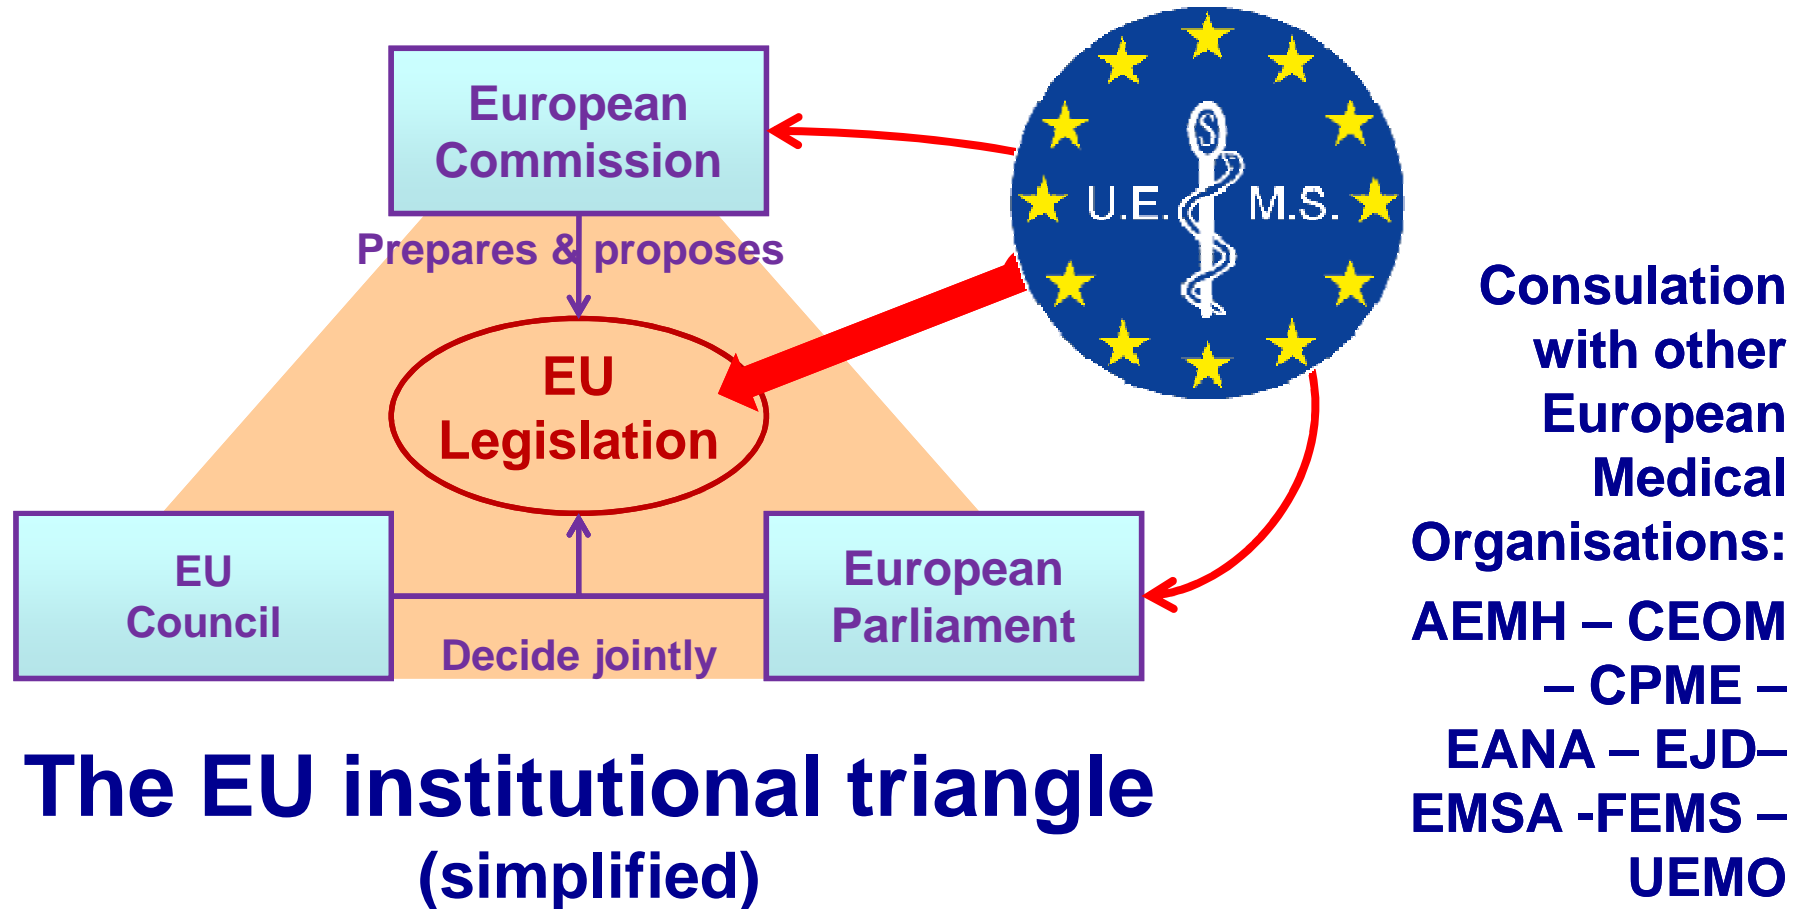 European
Commission
Prepares & proposes
EU
Legislation
EU
Council
European
Parliament
Decide jointly
The EU institutional triangle
(simplified)
U.E. S M.S.
Consulation
with other
European
Medical
Organisations:
AEMH – CEOM
– CPME –
EANA – EJD–
EMSA -FEMS –
UEMO